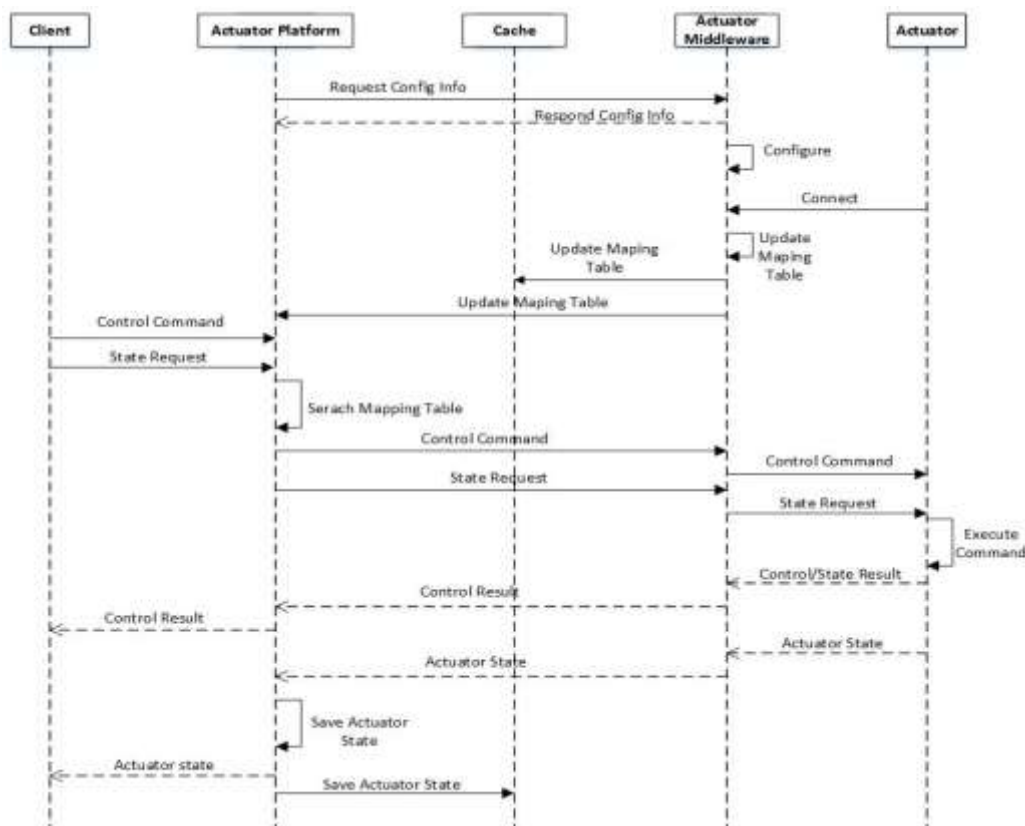 Client
Actuator Platform
Cache
Actuator
Middleware
Actuator
Request Config Info
Respond Config Info
Configure
Connect
Update
Maping
Table
Update Maping
Table
Update Maping Table
Control Command
State Request
Serach Mapping Table
Control Command
Control Command
State Request
State Request
Execute
Command
Control/State Result
Control Result
Control Result
Actuator State
Actuator State
Save Actuator
State
Actuator state
Save Actuator State